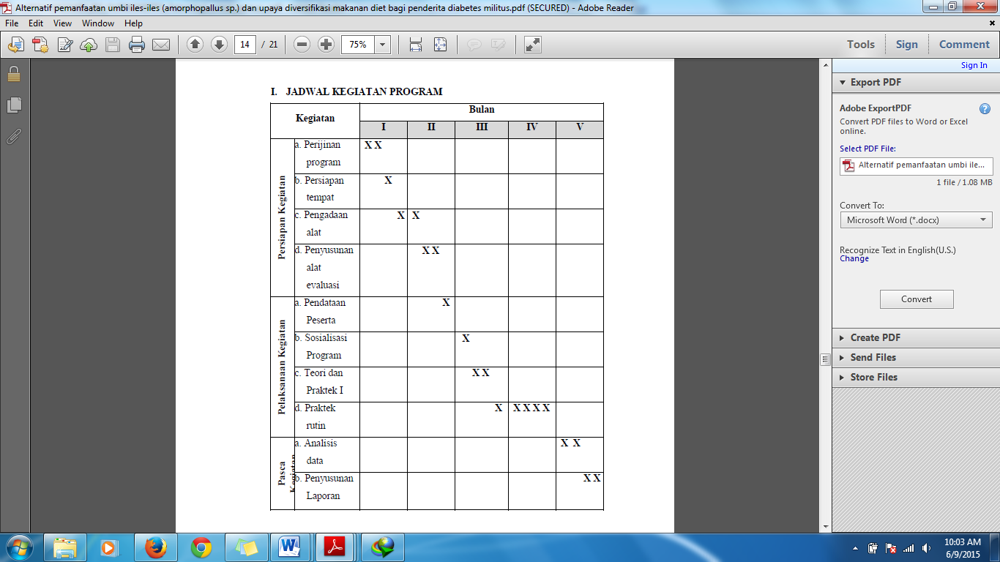 Alternatif pemanfaatan umbi iles-iles (amorphopallus sp.) dan upaya diversifikasi makanan diet bagi penderita diabetes militus.pdf (SECURED) - Adobe Reader
File Edit View Window Help
14 / 21 75% Tools Sign Comment
Sign In
Export PDF
Adobe ExportPDF
Convert PDF files to Word or Excel
online.
Select PDF File:
Alternatif pemanfaatan umbi ile...
1 file / 1.08 MB
Convert To:
Microsoft Word (*.docx)
Recognize Text in English(U.S.)
Change
Convert
Create PDF
Send Files
Store Files
I. JADWAL KEGIATAN PROGRAM
Kegiatan
Bulan
I II III IV V
Persiapan Kegiatan
a. Perijinan X X
program
b. Persiapan X
tempat
c. Pengadaan X X
alat
d. Penyusunan X X
alat
evaluasi
Pelaksanaan Kegiatan
a. Pendataan X
Peserta
b. Sosialisasi X
Program
c. Teori dan X X
Praktek I
d. Praktek X X X X X
rutin
Pasca
Kegiatan
a. Analisis X X
data
b. Penyusunan X X
Laporan
10:03 AM
6/9/2015